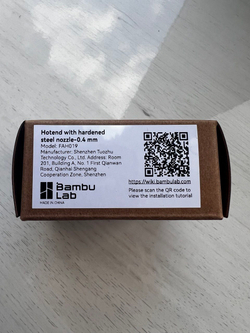 Hotend with hardened
steel nozzle-0.4 mm
Model: FAH019
Manufacturer: Shenzhen Tuozhu
Technology Co., Ltd. Address: Room
201, Building A, No. 1 First Qianwan
Road, Qianhai Shengang
Cooperation Zone, Shenzhen
Bambu
Lab
MADE IN CHINA
https://wiki.bambulab.com
Please scan the QR code to
view the installation tutorial